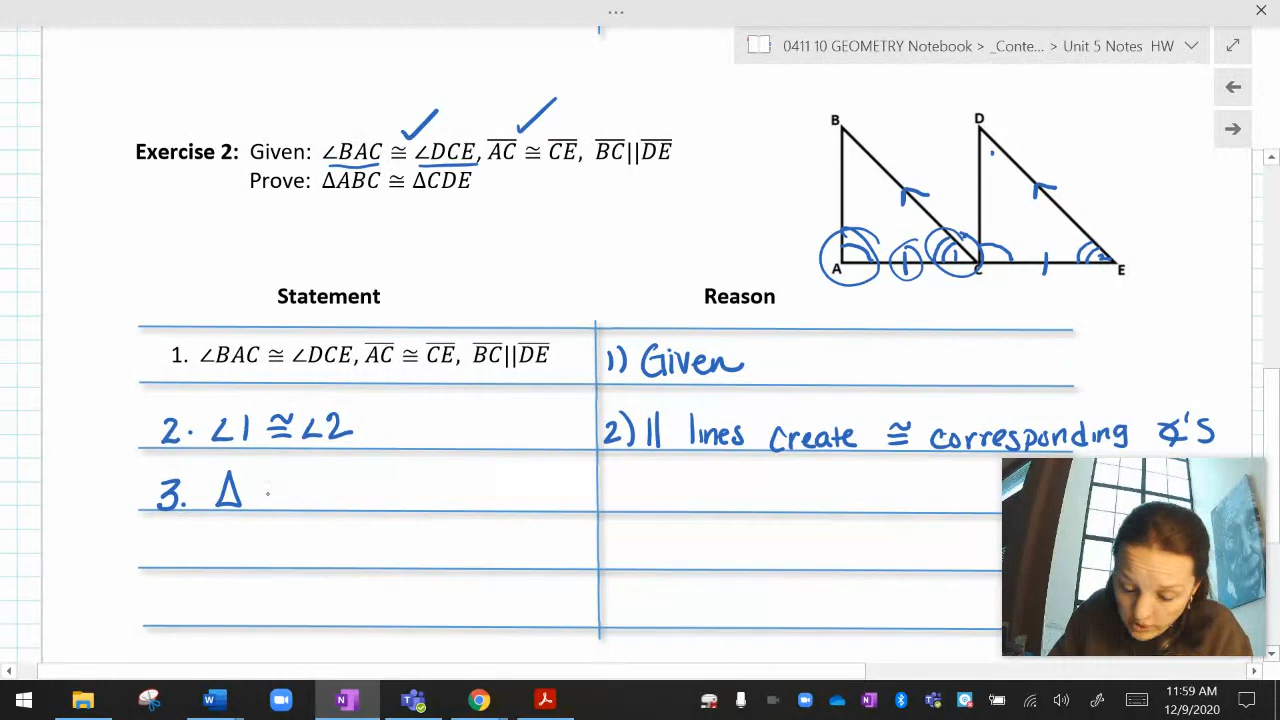 0411 10 GEOMETRY Notebook > _Conte... > Unit 5 Notes HW
Exercise 2: Given: ∠BAC ≅ ∠DCE, AC ≅ CE, BC||DE
Prove: ΔABC ≅ ΔCDE
B D
1 2
A C E
Statement Reason
1. ∠BAC ≅ ∠DCE, AC ≅ CE, BC||DE 1) Given
2. ∠1 ≅ ∠2 2) || lines create ≅ corresponding ∡'s
3. Δ
11:59 AM
12/9/2020